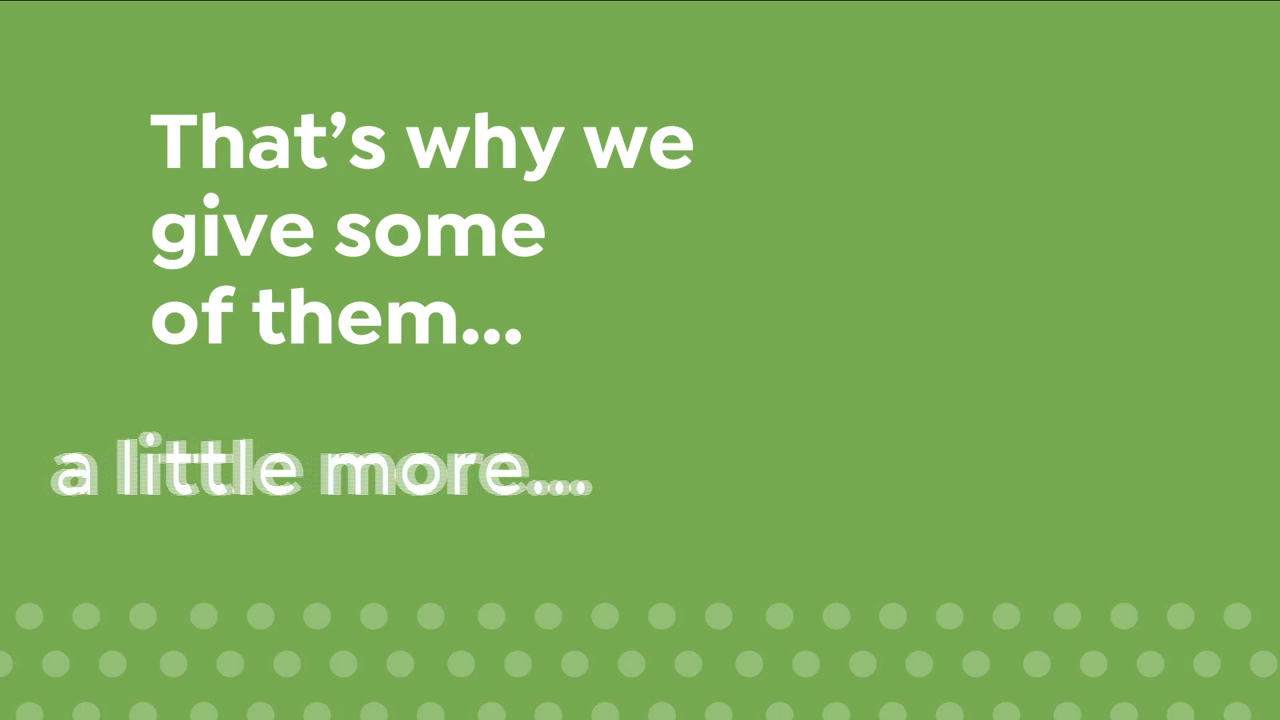 That’s why we
give some
of them...
a little more...